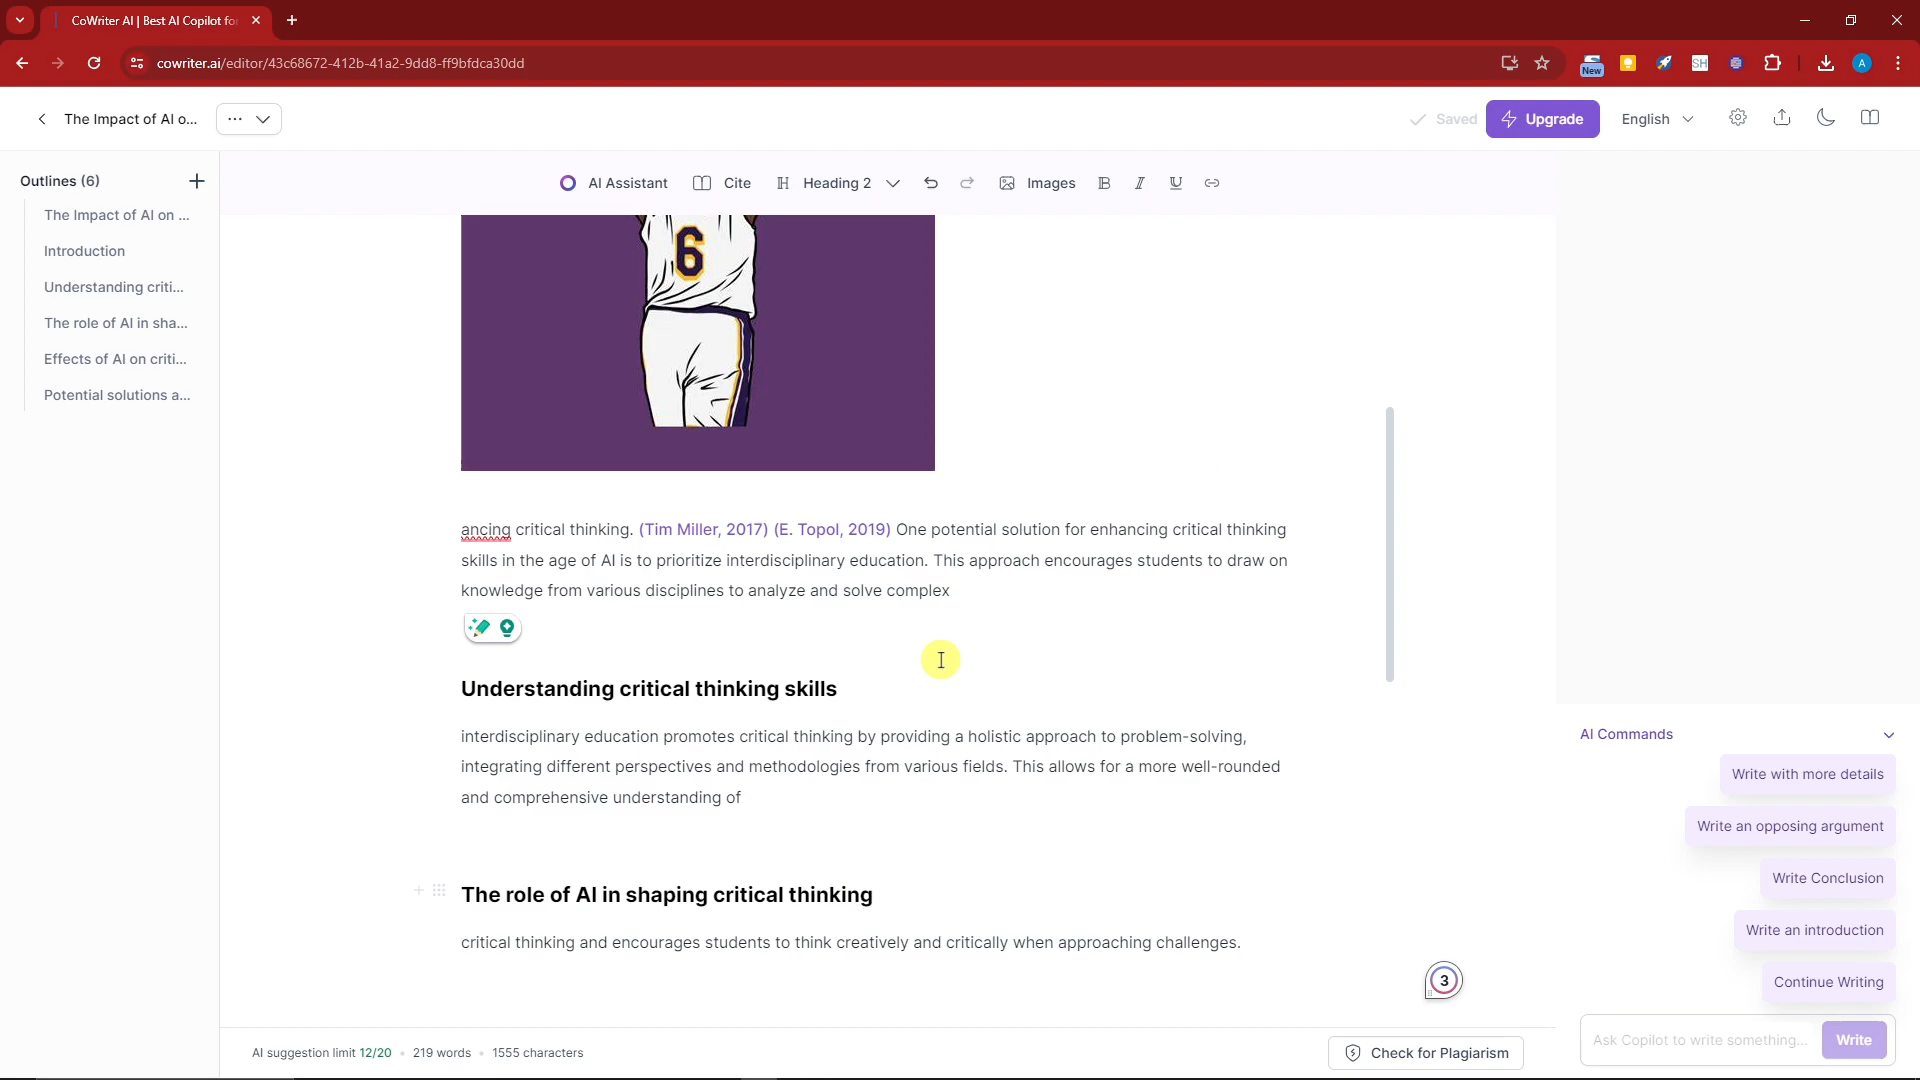 CoWriter AI | Best AI Copilot fo
cowriter.ai/editor/43c68672-412b-41a2-9dd8-ff9bfdca30dd
New
SH
A
The Impact of AI o...
Saved
Upgrade
English
Outlines (6)
The Impact of AI on ...
Introduction
Understanding criti...
The role of AI in sha...
Effects of AI on criti...
Potential solutions a...
AI Assistant
Cite
H Heading 2
Images
B
I
U
6
ancing critical thinking. (Tim Miller, 2017) (E. Topol, 2019) One potential solution for enhancing critical thinking
skills in the age of AI is to prioritize interdisciplinary education. This approach encourages students to draw on
knowledge from various disciplines to analyze and solve complex
Understanding critical thinking skills
interdisciplinary education promotes critical thinking by providing a holistic approach to problem-solving,
integrating different perspectives and methodologies from various fields. This allows for a more well-rounded
and comprehensive understanding of
The role of AI in shaping critical thinking
critical thinking and encourages students to think creatively and critically when approaching challenges.
3
AI Commands
Write with more details
Write an opposing argument
Write Conclusion
Write an introduction
Continue Writing
Ask Copilot to write something...
Write
AI suggestion limit 12/20 • 219 words • 1555 characters
Check for Plagiarism